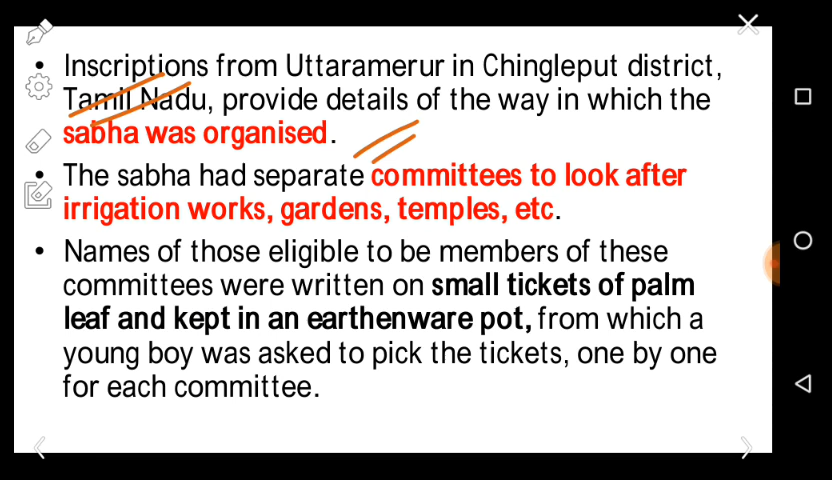 • Inscriptions from Uttaramerur in Chingleput district,
Tamil Nadu, provide details of the way in which the
sabha was organised.
• The sabha had separate committees to look after
irrigation works, gardens, temples, etc.
• Names of those eligible to be members of these
committees were written on small tickets of palm
leaf and kept in an earthenware pot, from which a
young boy was asked to pick the tickets, one by one
for each committee.